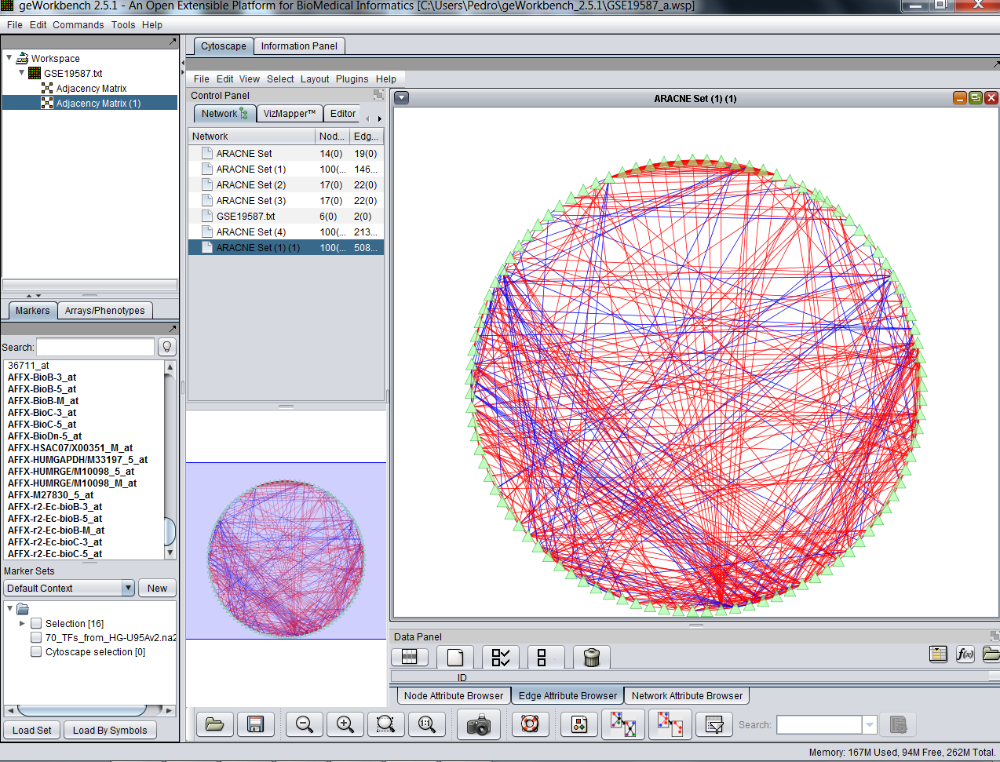 geWorkbench 2.5.1 - An Open Extensible Platform for BioMedical Informatics [C:\Users\Pedro\geWorkbench_2.5.1\GSE19587_a.wsp]
File Edit Commands Tools Help
Workspace
GSE19587.txt
Adjacency Matrix
Adjacency Matrix (1)
Markers Arrays/Phenotypes
Search:
36711_at
AFFX-BioB-3_at
AFFX-BioB-5_at
AFFX-BioB-M_at
AFFX-BioC-3_at
AFFX-BioC-5_at
AFFX-BioDn-5_at
AFFX-HSAC07/X00351_M_at
AFFX-HUMGAPDH/M33197_5_at
AFFX-HUMRGE/M10098_5_at
AFFX-HUMRGE/M10098_M_at
AFFX-M27830_5_at
AFFX-r2-Ec-bioB-3_at
AFFX-r2-Ec-bioB-5_at
AFFX-r2-Ec-bioB-M_at
AFFX-r2-Ec-bioC-3_at
AFFX-r2-Ec-bioC-5_at
Marker Sets
Default Context New
Selection [16]
70_TFs_from_HG-U95Av2.na2
Cytoscape selection [0]
Load Set Load By Symbols
Cytoscape Information Panel
File Edit View Select Layout Plugins Help
Control Panel
Network VizMapper™ Editor
Network Nod... Edg...
ARACNE Set 14(0) 19(0)
ARACNE Set (1) 100(... 146...
ARACNE Set (2) 17(0) 22(0)
ARACNE Set (3) 17(0) 22(0)
GSE19587.txt 6(0) 2(0)
ARACNE Set (4) 100(... 213...
ARACNE Set (1) (1) 100(... 508...
ARACNE Set (1) (1)
Data Panel
f(x)
ID
Node Attribute Browser Edge Attribute Browser Network Attribute Browser
1:1
Search:
Memory: 167M Used, 94M Free, 262M Total.